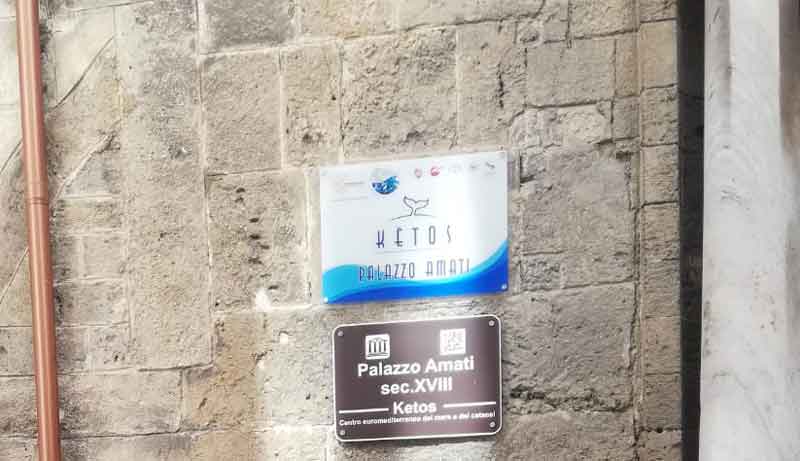 KETOS
PALAZZO AMATI
Palazzo Amati
sec.XVIII
Ketos
Centro euromediterraneo del mare e dei cetacei